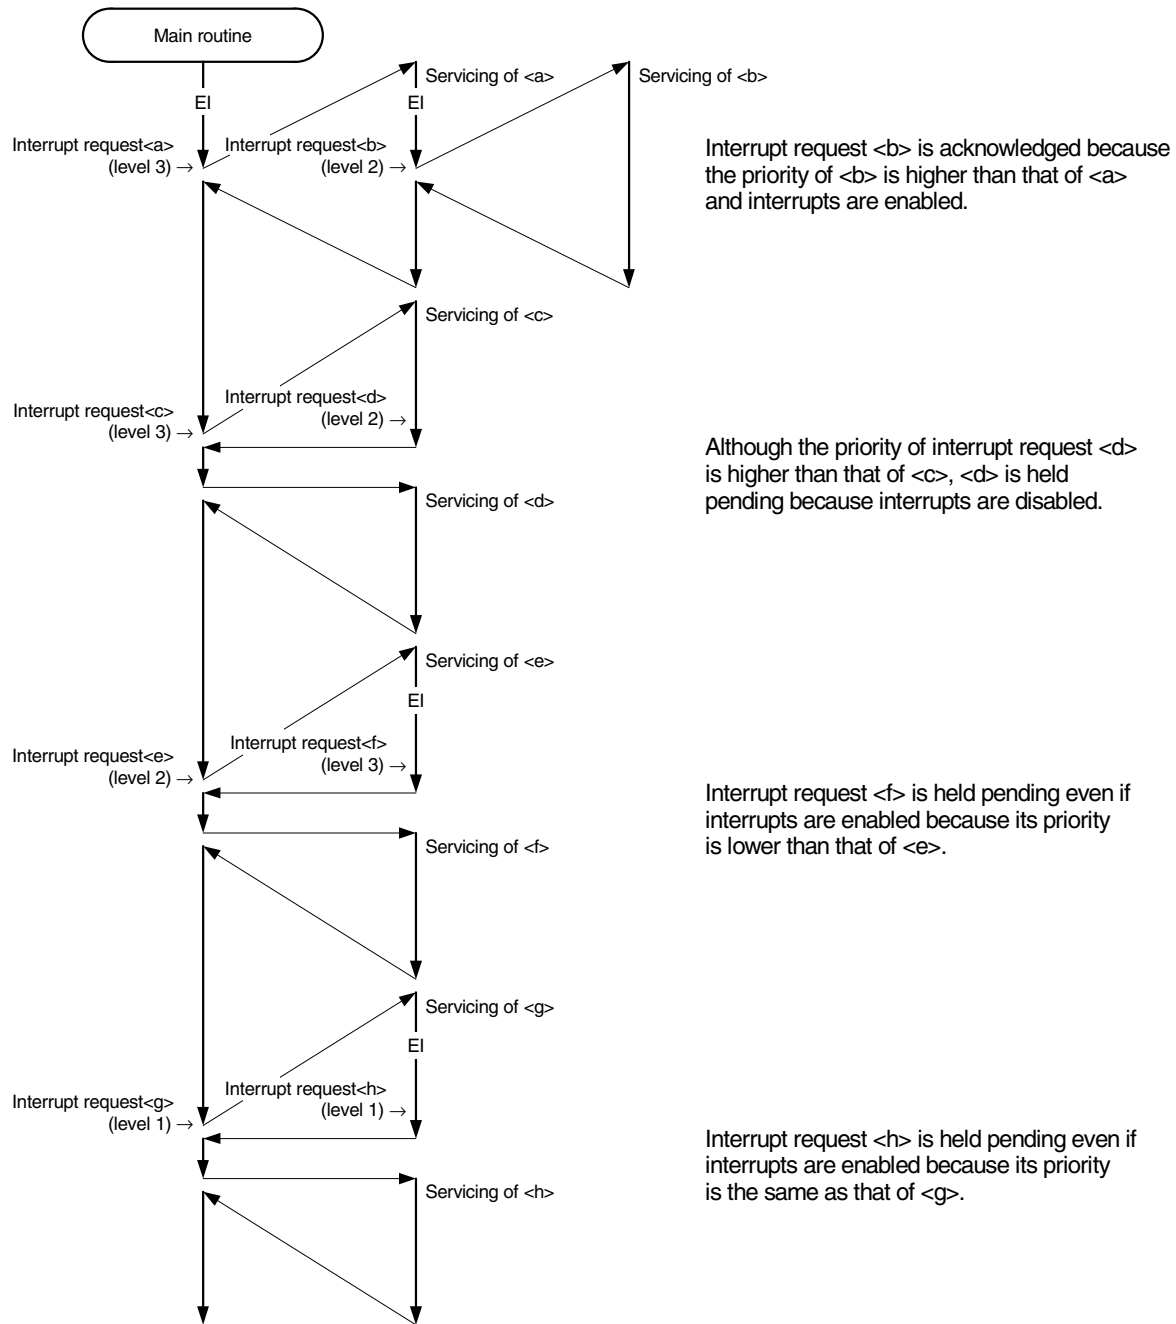 Main routine
Servicing of <a>
Servicing of <b>
EI
EI
Interrupt request<a>
(level 3) →
Interrupt request<b>
(level 2) →
Interrupt request <b> is acknowledged because
the priority of <b> is higher than that of <a>
and interrupts are enabled.
Servicing of <c>
Interrupt request<c>
(level 3) →
Interrupt request<d>
(level 2) →
Although the priority of interrupt request <d>
is higher than that of <c>, <d> is held
pending because interrupts are disabled.
Servicing of <d>
Servicing of <e>
EI
Interrupt request<e>
(level 2) →
Interrupt request<f>
(level 3) →
Interrupt request <f> is held pending even if
interrupts are enabled because its priority
is lower than that of <e>.
Servicing of <f>
Servicing of <g>
EI
Interrupt request<g>
(level 1) →
Interrupt request<h>
(level 1) →
Interrupt request <h> is held pending even if
interrupts are enabled because its priority
is the same as that of <g>.
Servicing of <h>